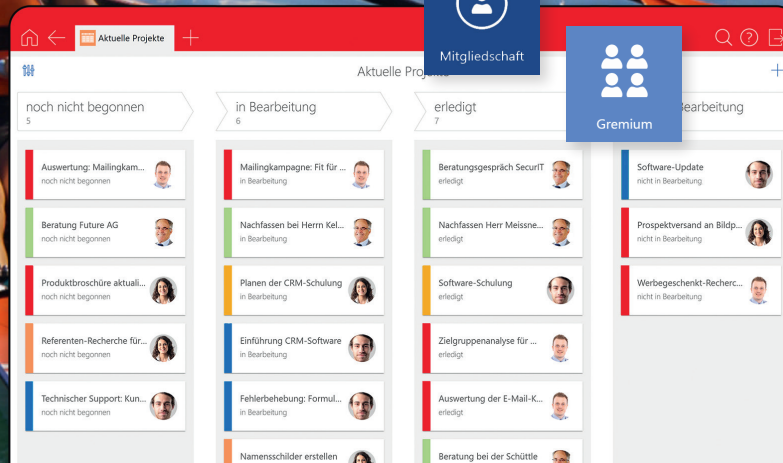 Mitgliedschaft
Gremium
Aktuelle Projekte
Aktuelle
noch nicht begonnen
5
Auswertung: Mailingkam...
noch nicht begonnen
Beratung Future AG
noch nicht begonnen
Produktbroschüre aktuali...
noch nicht begonnen
Referenten-Recherche für...
noch nicht begonnen
Technischer Support: Kun...
noch nicht begonnen
in Bearbeitung
6
Mailingkampagne: Fit für ...
in Bearbeitung
Nachfassen bei Herrn Kel...
in Bearbeitung
Planen der CRM-Schulung
in Bearbeitung
Einführung CRM-Software
in Bearbeitung
Fehlerbehebung: Formul...
in Bearbeitung
Namensschilder erstellen
erledigt
7
Beratungsgespräch SecurIT
erledigt
Nachfassen Herr Meissne...
erledigt
Software-Schulung
erledigt
Zielgruppenanalyse für ...
erledigt
Auswertung der E-Mail-K...
erledigt
Beratung bei der Schüttle
Bearbeitung
Software-Update
nicht in Bearbeitung
Prospektversand an Bildp...
nicht in Bearbeitung
Werbegeschenkt-Recherc...
nicht in Bearbeitung